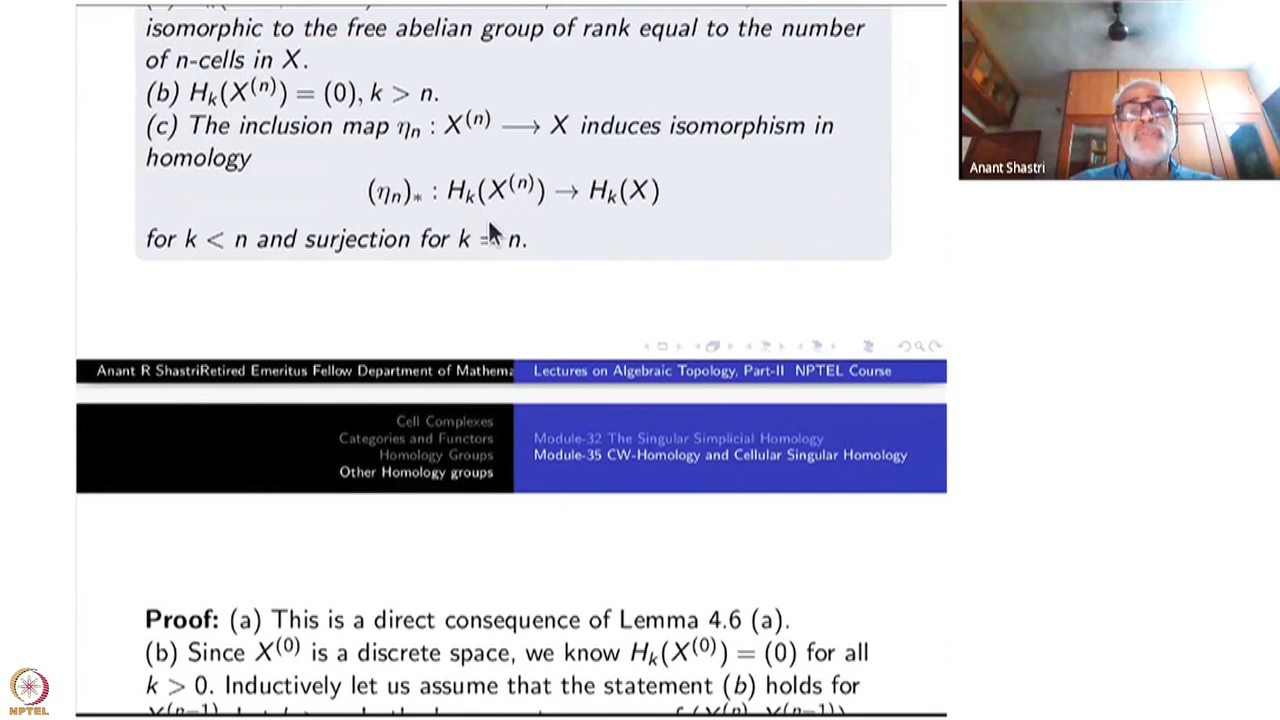 isomorphic to the free abelian group of rank equal to the number
of n-cells in X.
(b) H_k(X^(n)) = (0), k > n.
(c) The inclusion map η_n : X^(n) ⟶ X induces isomorphism in
homology
(η_n)_* : H_k(X^(n)) → H_k(X)
for k < n and surjection for k = n.
Anant Shastri
Anant R ShastriRetired Emeritus Fellow Department of Mathema
Lectures on Algebraic Topology, Part-II NPTEL Course
Cell Complexes
Categories and Functors
Homology Groups
Other Homology groups
Module-32 The Singular Simplicial Homology
Module-35 CW-Homology and Cellular Singular Homology
Proof: (a) This is a direct consequence of Lemma 4.6 (a).
(b) Since X^(0) is a discrete space, we know H_k(X^(0)) = (0) for all
k > 0. Inductively let us assume that the statement (b) holds for
NPTEL